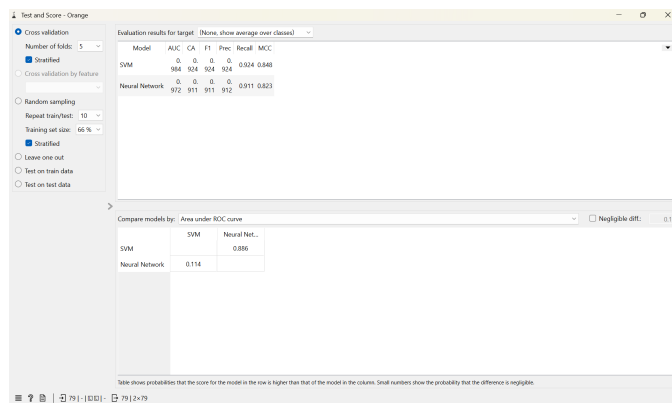 Test and Score - Orange
Cross validation
Number of folds: 5
Stratified
Cross validation by feature
Random sampling
Repeat train/test: 10
Training set size: 66 %
Stratified
Leave one out
Test on train data
Test on test data
Evaluation results for target (None, show average over classes)
Model AUC CA F1 Prec Recall MCC
SVM 0.984 0.924 0.924 0.924 0.924 0.848
Neural Network 0.972 0.911 0.911 0.912 0.911 0.823
Compare models by: Area under ROC curve
Negligible diff.: 0.1
SVM Neural Net...
SVM 0.886
Neural Network 0.114
Table shows probabilities that the score for the model in the row is higher than that of the model in the column. Small numbers show the probability that the difference is negligible.
79 | - | - 79 | 2×79